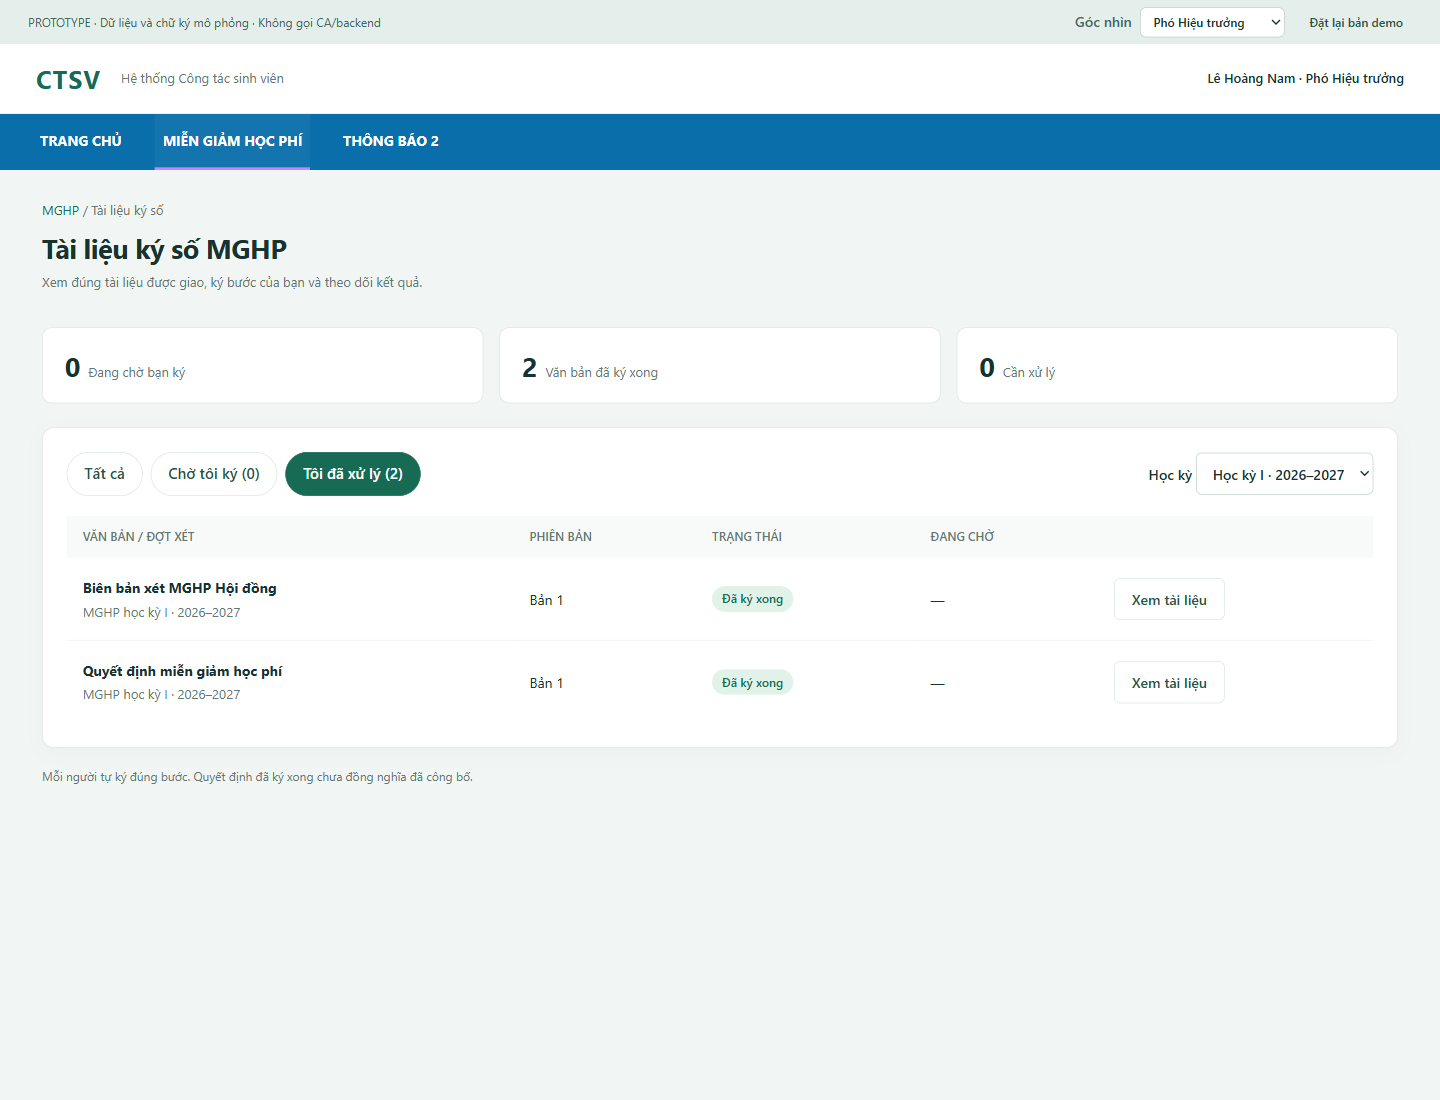 PROTOTYPE · Dữ liệu và chữ ký mô phỏng · Không gọi CA/backend
Góc nhìn
Phó Hiệu trưởng
Đặt lại bản demo
CTSV
Hệ thống Công tác sinh viên
Lê Hoàng Nam · Phó Hiệu trưởng
TRANG CHỦ
MIỄN GIẢM HỌC PHÍ
THÔNG BÁO 2
MGHP / Tài liệu ký số
Tài liệu ký số MGHP
Xem đúng tài liệu được giao, ký bước của bạn và theo dõi kết quả.
0 Đang chờ bạn ký
2 Văn bản đã ký xong
0 Cần xử lý
Tất cả
Chờ tôi ký (0)
Tôi đã xử lý (2)
Học kỳ
Học kỳ I · 2026–2027
VĂN BẢN / ĐỢT XÉT
PHIÊN BẢN
TRẠNG THÁI
ĐANG CHỜ
Biên bản xét MGHP Hội đồng
MGHP học kỳ I · 2026–2027
Bản 1
Đã ký xong
—
Xem tài liệu
Quyết định miễn giảm học phí
MGHP học kỳ I · 2026–2027
Bản 1
Đã ký xong
—
Xem tài liệu
Mỗi người tự ký đúng bước. Quyết định đã ký xong chưa đồng nghĩa đã công bố.